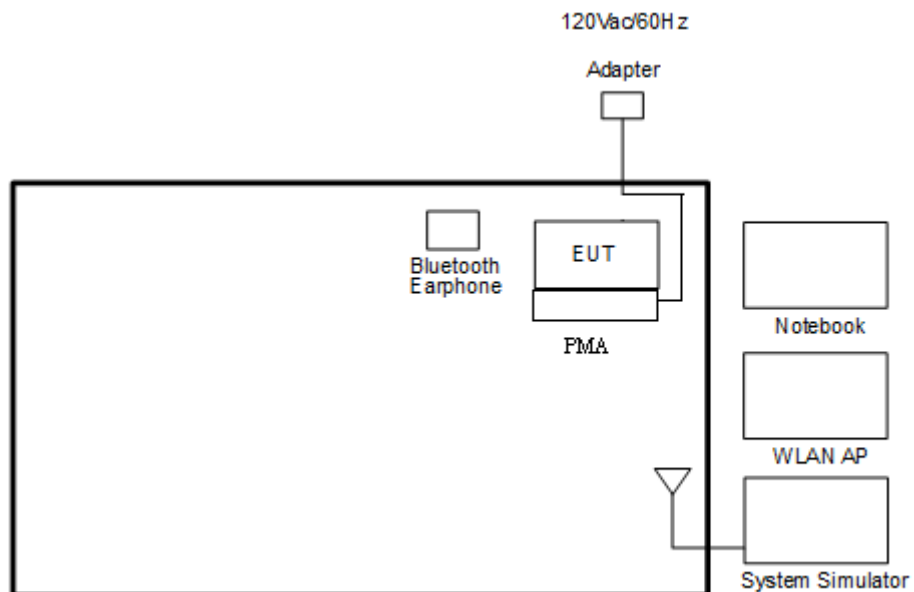 120Vac/60Hz
Adapter
EUT
Bluetooth
Earphone
PMA
Notebook
WLAN AP
System Simulator